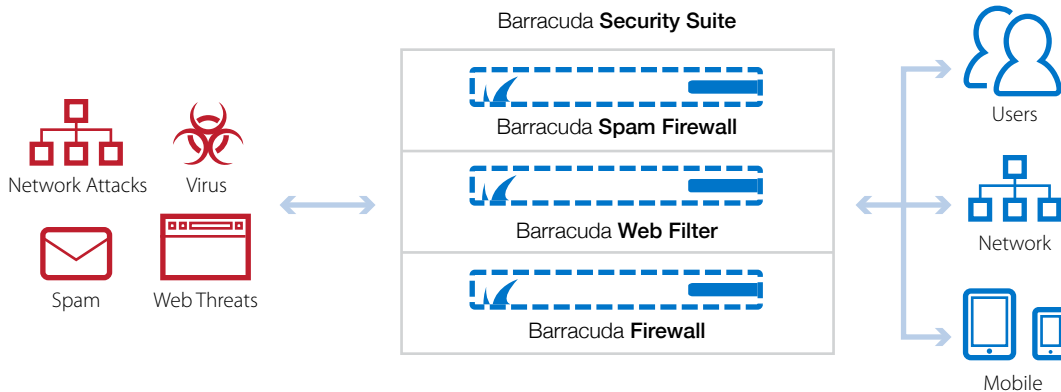 Barracuda Security Suite
Network Attacks
Virus
Spam
Web Threats
Barracuda Spam Firewall
Barracuda Web Filter
Barracuda Firewall
Users
Network
Mobile